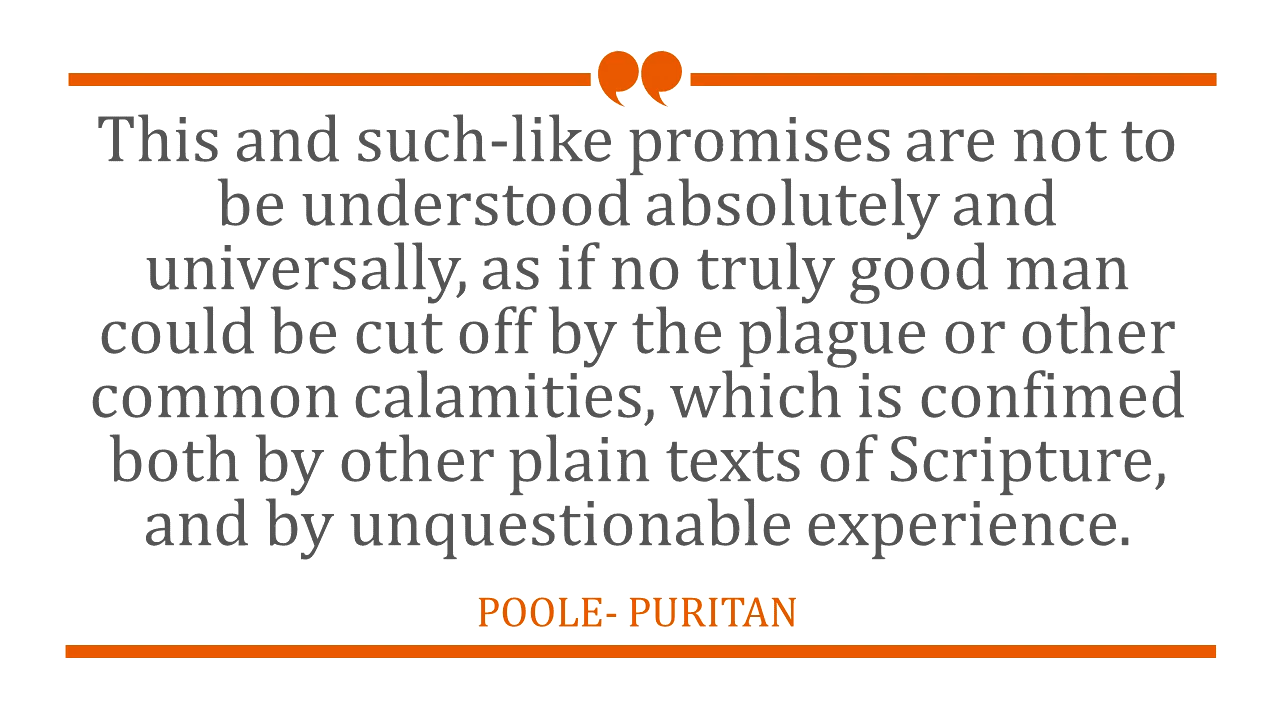 This and such-like promises are not to
be understood absolutely and
universally, as if no truly good man
could be cut off by the plague or other
common calamities, which is confimed
both by other plain texts of Scripture,
and by unquestionable experience.
POOLE- PURITAN